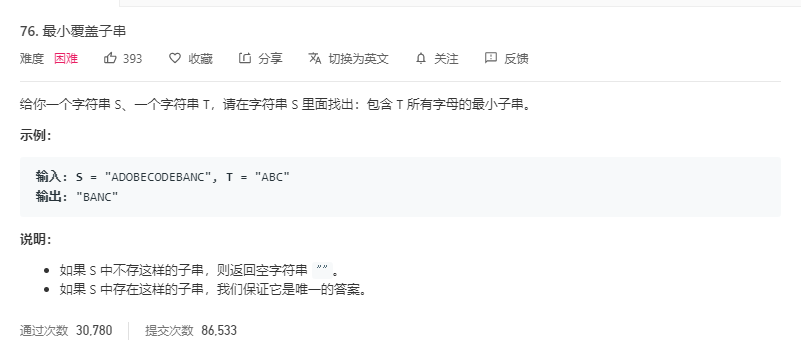 76. 最小覆盖子串
难度 困难 393 收藏 分享 切换为英文 关注 反馈
给你一个字符串 S、一个字符串 T，请在字符串 S 里面找出：包含 T 所有字母的最小子串。
示例：
输入: S = "ADOBECODEBANC", T = "ABC"
输出: "BANC"
说明：
• 如果 S 中不存这样的子串，则返回空字符串 ""。
• 如果 S 中存在这样的子串，我们保证它是唯一的答案。
通过次数 30,780 提交次数 86,533